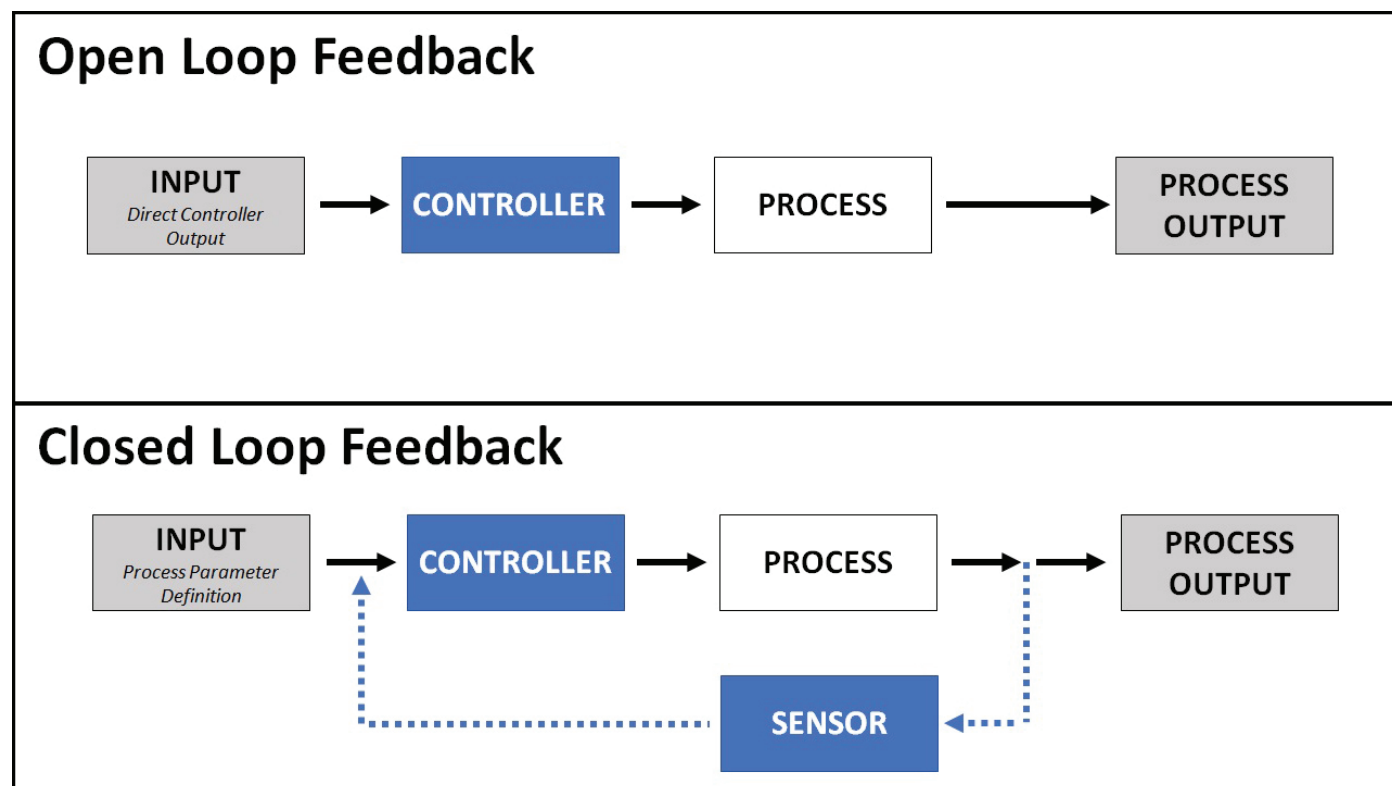 Open Loop Feedback
INPUT
Direct Controller
Output
CONTROLLER
PROCESS
PROCESS
OUTPUT
Closed Loop Feedback
INPUT
Process Parameter
Definition
CONTROLLER
PROCESS
PROCESS
OUTPUT
SENSOR